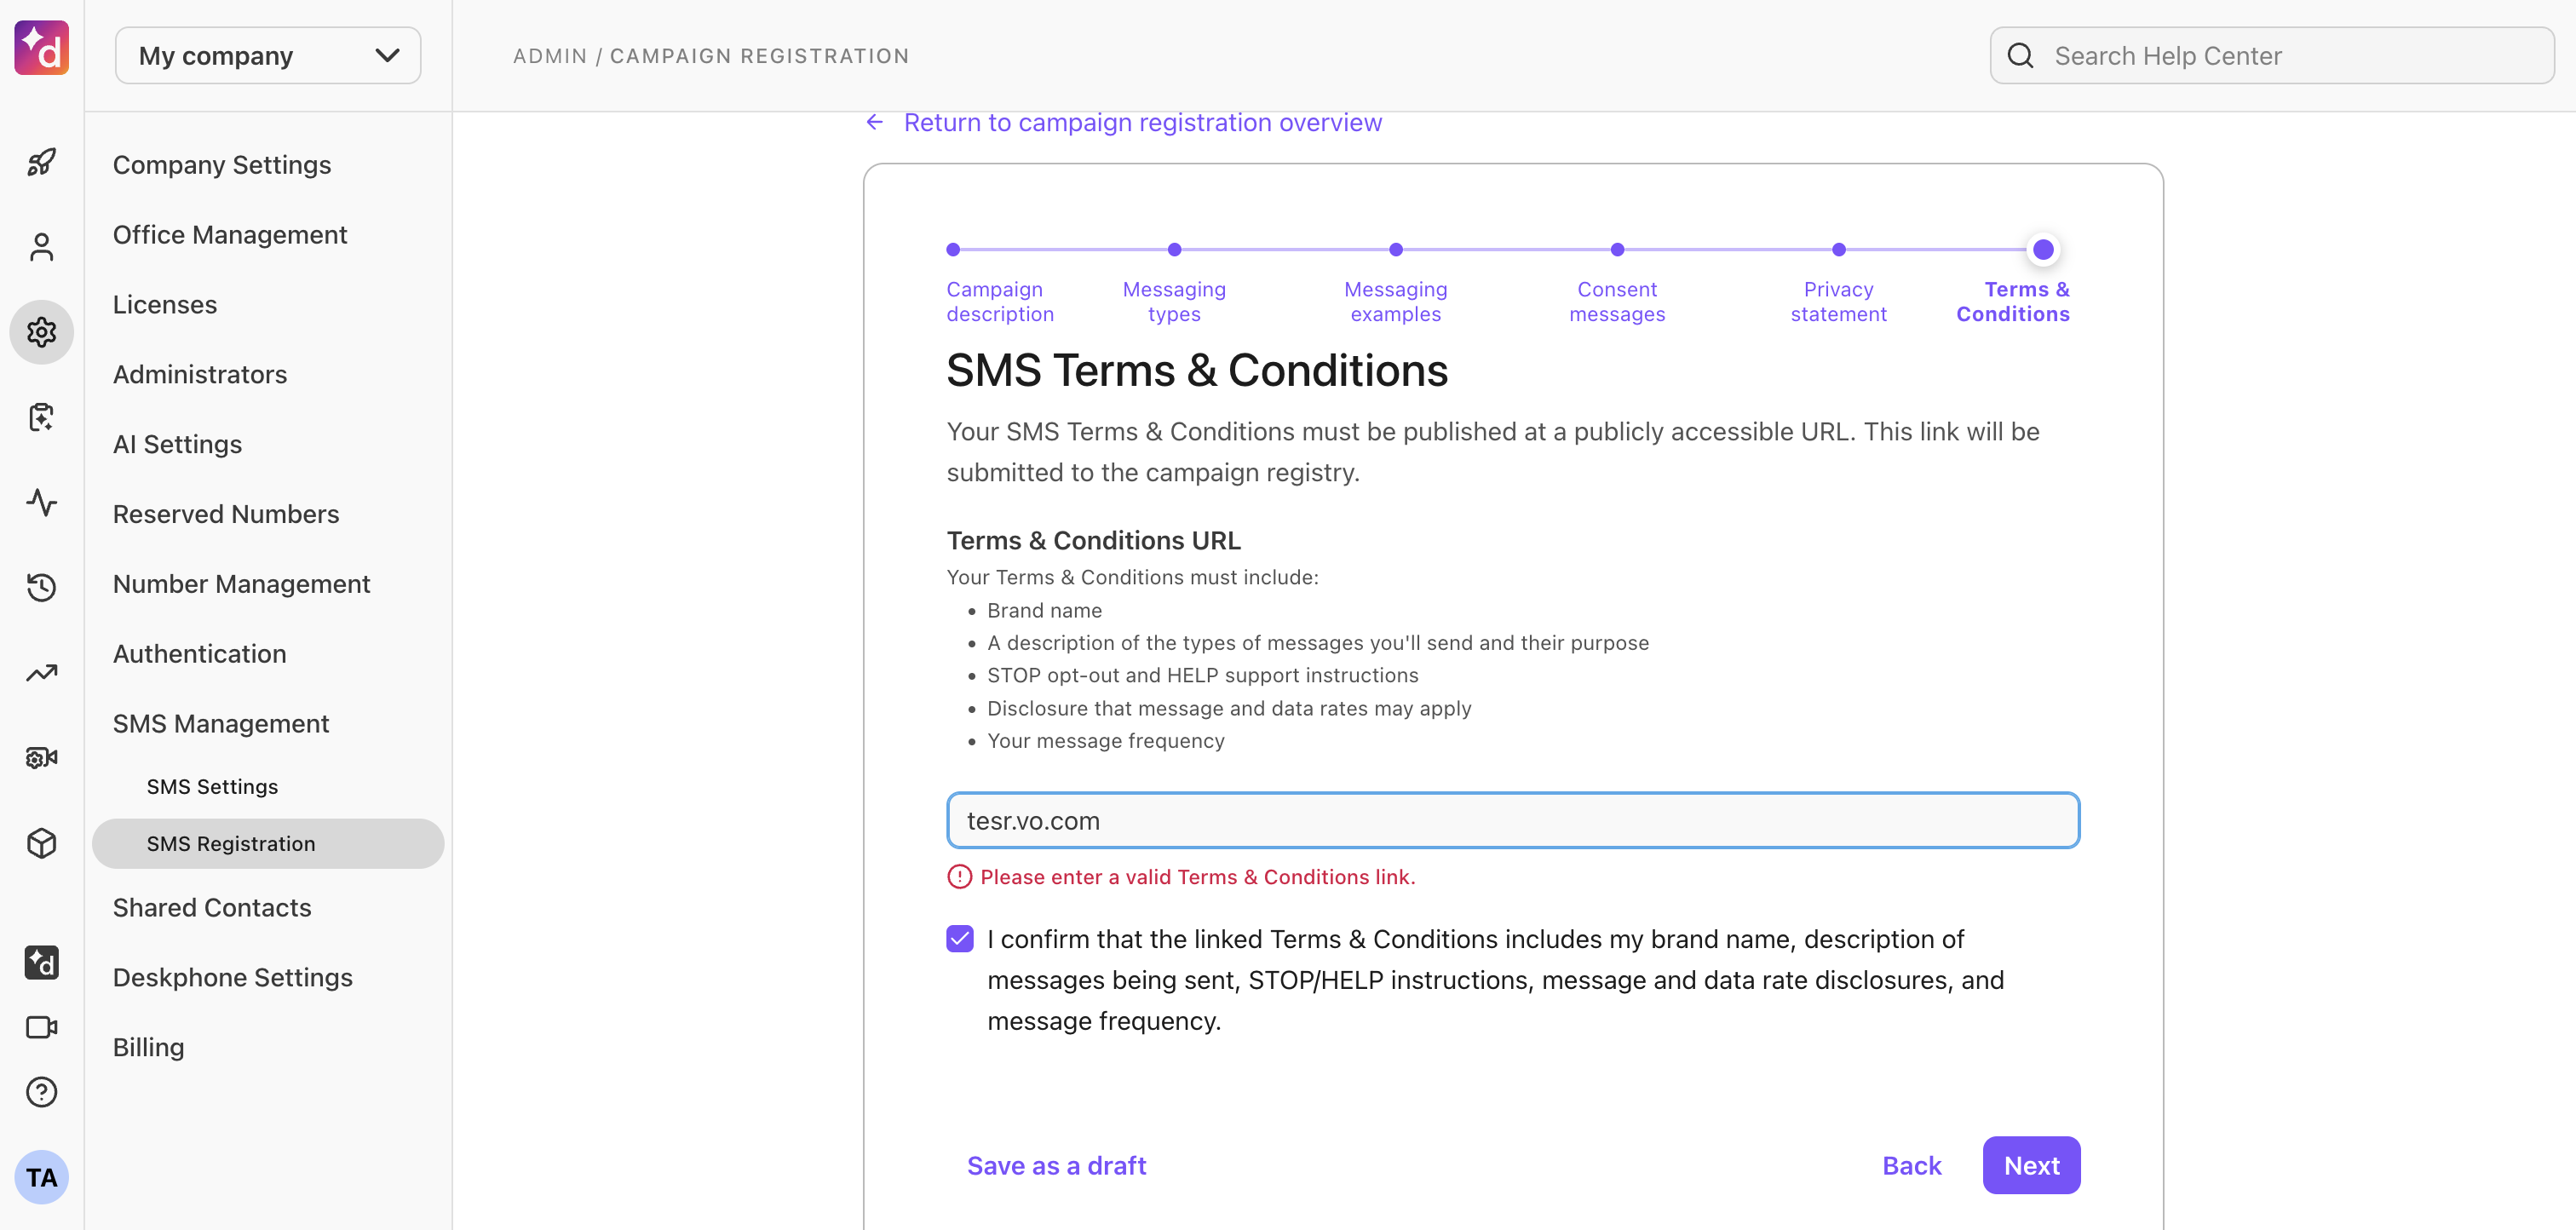 d
My company
ADMIN / CAMPAIGN REGISTRATION
Search Help Center
Company Settings
Office Management
Licenses
Administrators
AI Settings
Reserved Numbers
Number Management
Authentication
SMS Management
SMS Settings
SMS Registration
Shared Contacts
Deskphone Settings
Billing
d
TA
Return to campaign registration overview
Campaign
description
Messaging
types
Messaging
examples
Consent
messages
Privacy
statement
Terms &
Conditions
SMS Terms & Conditions
Your SMS Terms & Conditions must be published at a publicly accessible URL. This link will be
submitted to the campaign registry.
Terms & Conditions URL
Your Terms & Conditions must include:
• Brand name
• A description of the types of messages you'll send and their purpose
• STOP opt-out and HELP support instructions
• Disclosure that message and data rates may apply
• Your message frequency
tesr.vo.com
Please enter a valid Terms & Conditions link.
I confirm that the linked Terms & Conditions includes my brand name, description of
messages being sent, STOP/HELP instructions, message and data rate disclosures, and
message frequency.
Save as a draft
Back
Next